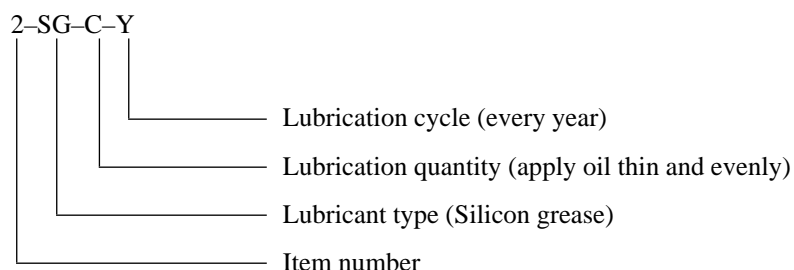 2–SG–C–Y
Lubrication cycle (every year)
Lubrication quantity (apply oil thin and evenly)
Lubricant type (Silicon grease)
Item number